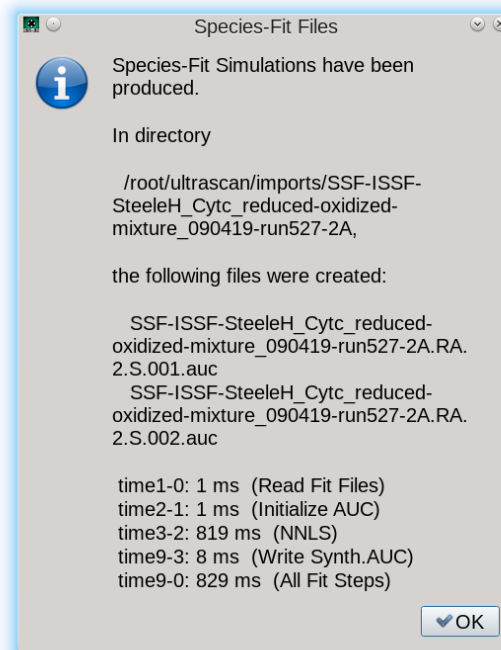 Species-Fit Files
Species-Fit Simulations have been
produced.
In directory
/root/ultrascan/imports/SSF-ISSF-
SteeleH_Cytc_reduced-oxidized-
mixture_090419-run527-2A,
the following files were created:
SSF-ISSF-SteeleH_Cytc_reduced-
oxidized-mixture_090419-run527-2A.RA.
2.S.001.auc
SSF-ISSF-SteeleH_Cytc_reduced-
oxidized-mixture_090419-run527-2A.RA.
2.S.002.auc
time1-0: 1 ms (Read Fit Files)
time2-1: 1 ms (Initialize AUC)
time3-2: 819 ms (NNLS)
time9-3: 8 ms (Write Synth.AUC)
time9-0: 829 ms (All Fit Steps)
OK